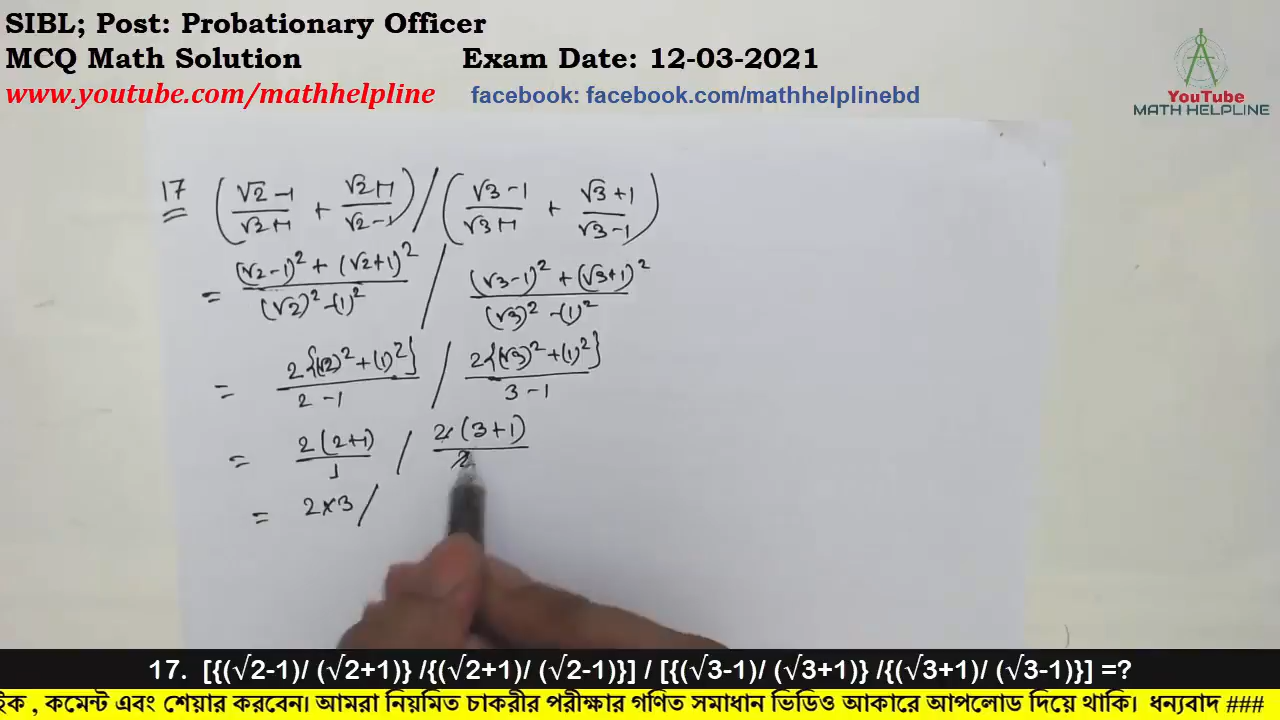 SIBL; Post: Probationary Officer
MCQ Math Solution Exam Date: 12-03-2021
www.youtube.com/mathhelpline facebook: facebook.com/mathhelplinebd
YouTube
MATH HELPLINE
17 ((√2-1)/(√2+1) + (√2+1)/(√2-1)) / ((√3-1)/(√3+1) + (√3+1)/(√3-1))
= ((√2-1)² + (√2+1)²)/((√2)²-(1)²) / ((√3-1)² + (√3+1)²)/((√3)²-(1)²)
= 2{(√2)²+(1)²}/(2-1) / 2{(√3)²+(1)²}/(3-1)
= 2(2+1)/1 / 2(3+1)/2
= 2×3 /
17. [{(√2-1)/ (√2+1)} /{(√2+1)/ (√2-1)}] / [{(√3-1)/ (√3+1)} /{(√3+1)/ (√3-1)}] =?
ইক , কমেন্ট এবং শেয়ার করবেন। আমরা নিয়মিত চাকরীর পরীক্ষার গণিত সমাধান ভিডিও আকারে আপলোড দিয়ে থাকি। ধন্যবাদ ###